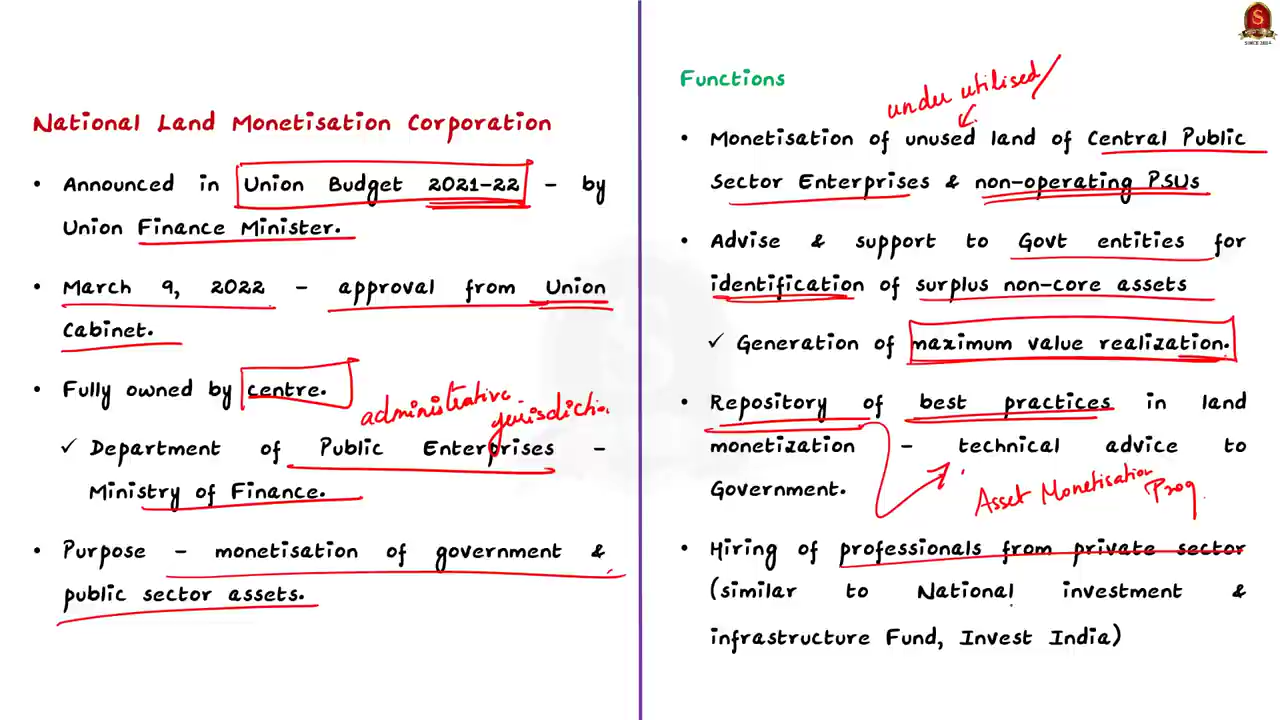 National Land Monetisation Corporation
• Announced in Union Budget 2021-22 - by
Union Finance Minister.
• March 9, 2022 - approval from Union
Cabinet.
• Fully owned by centre.
administrative
jurisdictio
✓ Department of Public Enterprises -
Ministry of Finance.
• Purpose - monetisation of government &
public sector assets.
S
SINCE 2004
Functions
under utilised/
• Monetisation of unused land of Central Public
Sector Enterprises & non-operating PSUs
• Advise & support to Govt entities for
identification of surplus non-core assets
✓ Generation of maximum value realization.
• Repository of best practices in land
monetization - technical advice to
Government.
Asset Monetisation
Prog
• Hiring of professionals from private sector
(similar to National investment &
infrastructure Fund, Invest India)